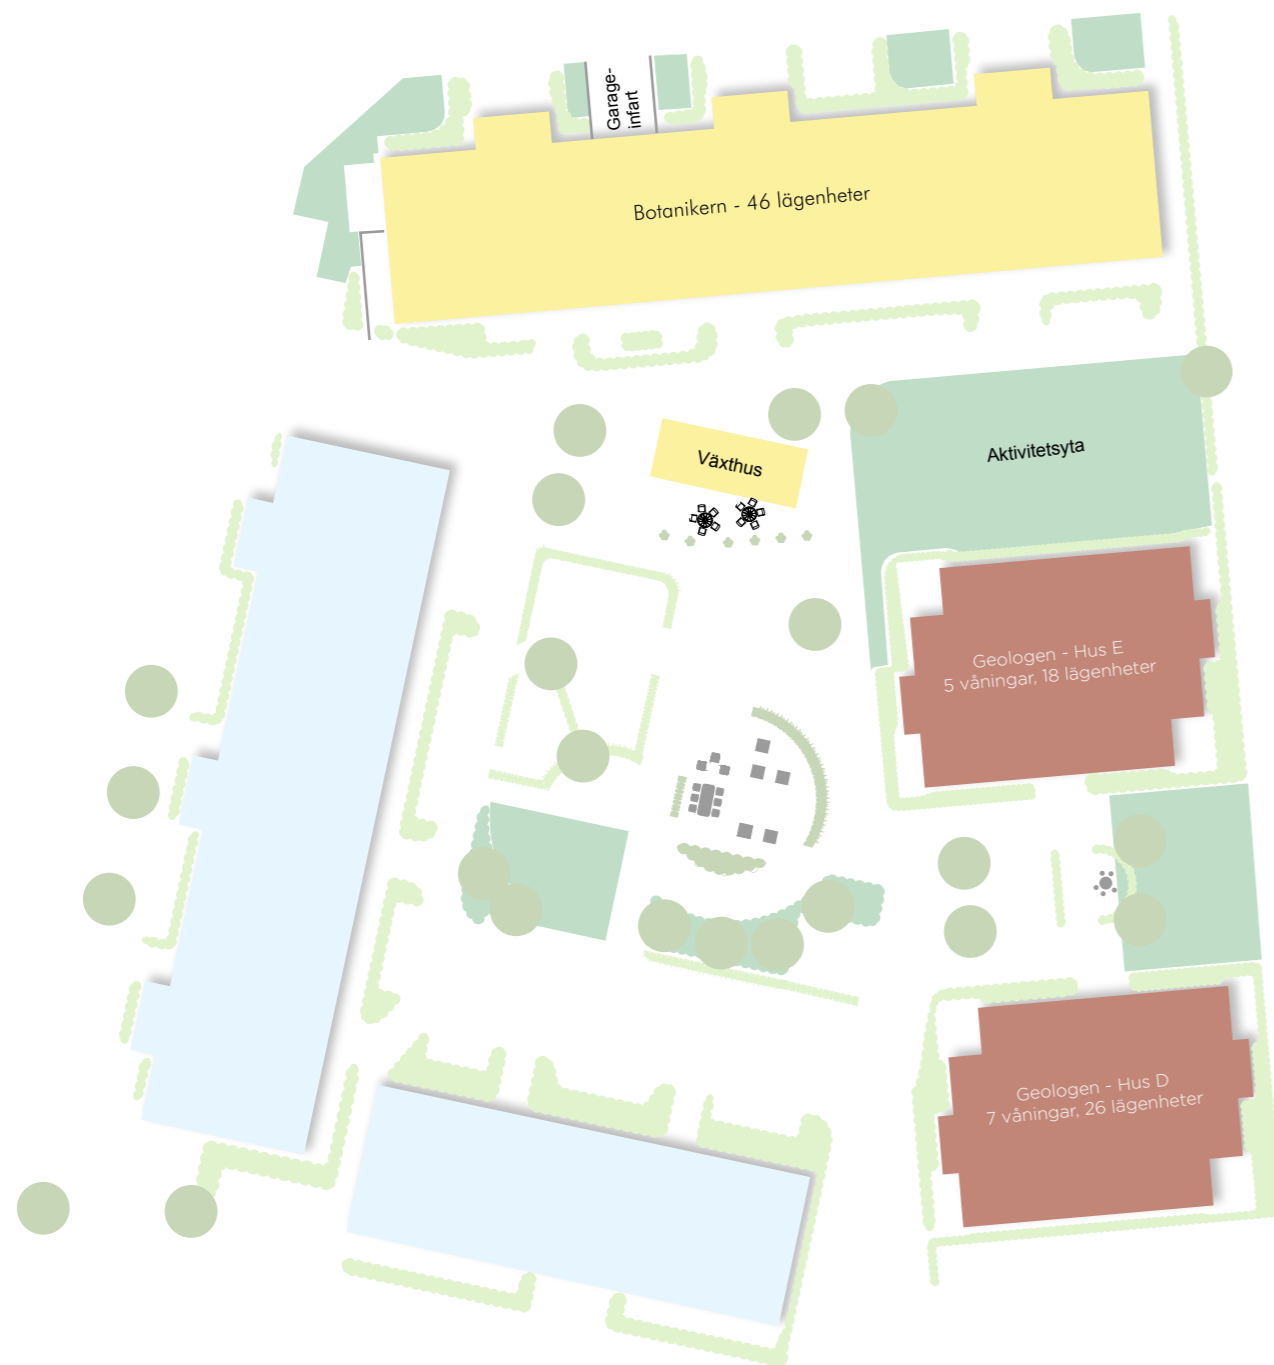 Garage-
infart
Botanikern - 46 lägenheter
Växthus
Aktivitetsyta
Geologen - Hus E
5 våningar, 18 lägenheter
Geologen - Hus D
7 våningar, 26 lägenheter